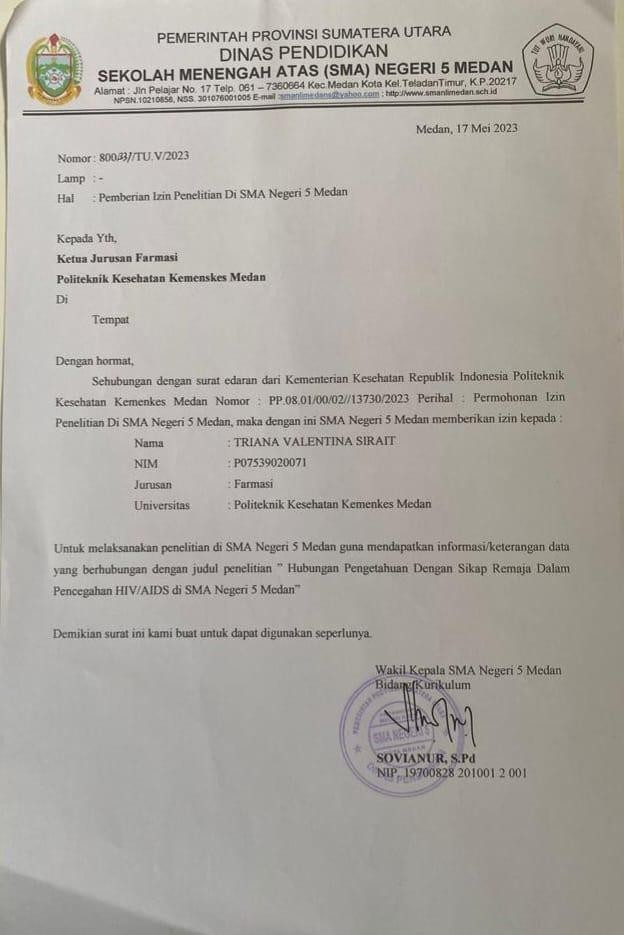 PEMERINTAH PROVINSI SUMATERA UTARA
DINAS PENDIDIKAN
SEKOLAH MENENGAH ATAS (SMA) NEGERI 5 MEDAN
Alamat : Jln Pelajar No. 17 Telp. 061 - 7360664 Kec.Medan Kota Kel.TeladanTimur, K.P.20217
NPSN.10210856, NSS. 301076001005 E-mail : smanlimedans@yahoo.com ; http://www.smanlimedan.sch.id
TUT WURI HANDAYANI
Medan, 17 Mei 2023
Nomor : 800/TU.V/2023
Lamp : -
Hal : Pemberian Izin Penelitian Di SMA Negeri 5 Medan
Kepada Yth,
Ketua Jurusan Farmasi
Politeknik Kesehatan Kemenskes Medan
Di
Tempat
Dengan hormat,
Sehubungan dengan surat edaran dari Kementerian Kesehatan Republik Indonesia Politeknik
Kesehatan Kemenkes Medan Nomor : PP.08.01/00/02//13730/2023 Perihal : Permohonan Izin
Penelitian Di SMA Negeri 5 Medan, maka dengan ini SMA Negeri 5 Medan memberikan izin kepada :
Nama : TRIANA VALENTINA SIRAIT
NIM : P07539020071
Jurusan : Farmasi
Universitas : Politeknik Kesehatan Kemenkes Medan
Untuk melaksanakan penelitian di SMA Negeri 5 Medan guna mendapatkan informasi/keterangan data
yang berhubungan dengan judul penelitian " Hubungan Pengetahuan Dengan Sikap Remaja Dalam
Pencegahan HIV/AIDS di SMA Negeri 5 Medan"
Demikian surat ini kami buat untuk dapat digunakan seperlunya.
Wakil Kepala SMA Negeri 5 Medan
Bidang Kurikulum
SMA NEGERI 5
SOVIANUR, S.Pd
NIP. 19700828 201001 2 001